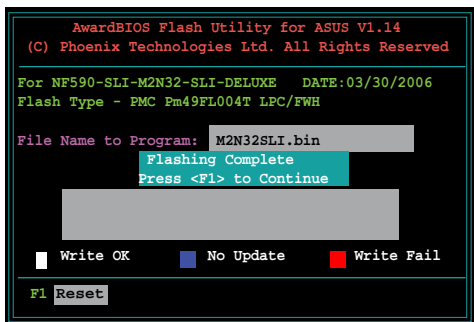 AwardBIOS Flash Utility for ASUS V1.14
(C) Phoenix Technologies Ltd. All Rights Reserved
For NF590-SLI-M2N32-SLI-DELUXE DATE:03/30/2006
Flash Type - PMC Pm49FL004T LPC/FWH
File Name to Program: M2N32SLI.bin
Flashing Complete
Press <F1> to Continue
Write OK No Update Write Fail
F1 Reset